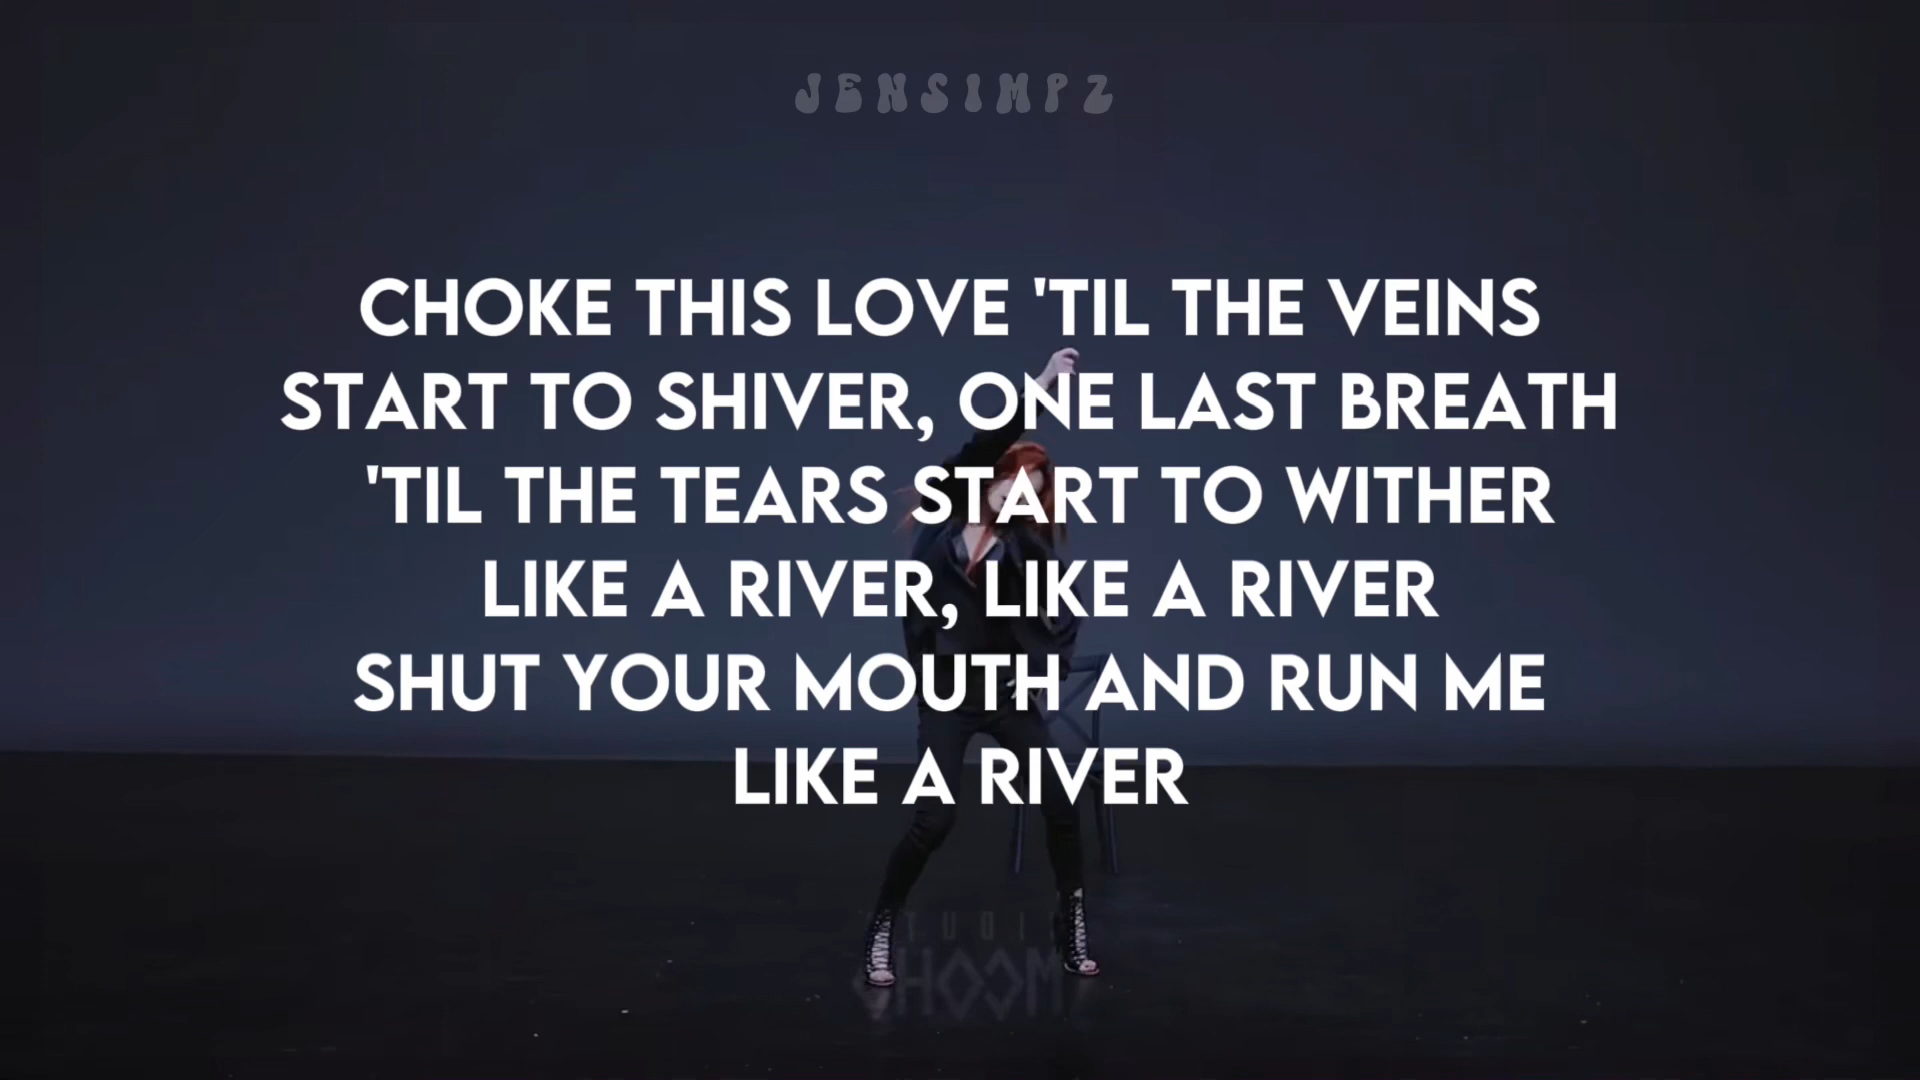 JENSIMPZ
CHOKE THIS LOVE 'TIL THE VEINS
START TO SHIVER, ONE LAST BREATH
'TIL THE TEARS START TO WITHER
LIKE A RIVER, LIKE A RIVER
SHUT YOUR MOUTH AND RUN ME
LIKE A RIVER